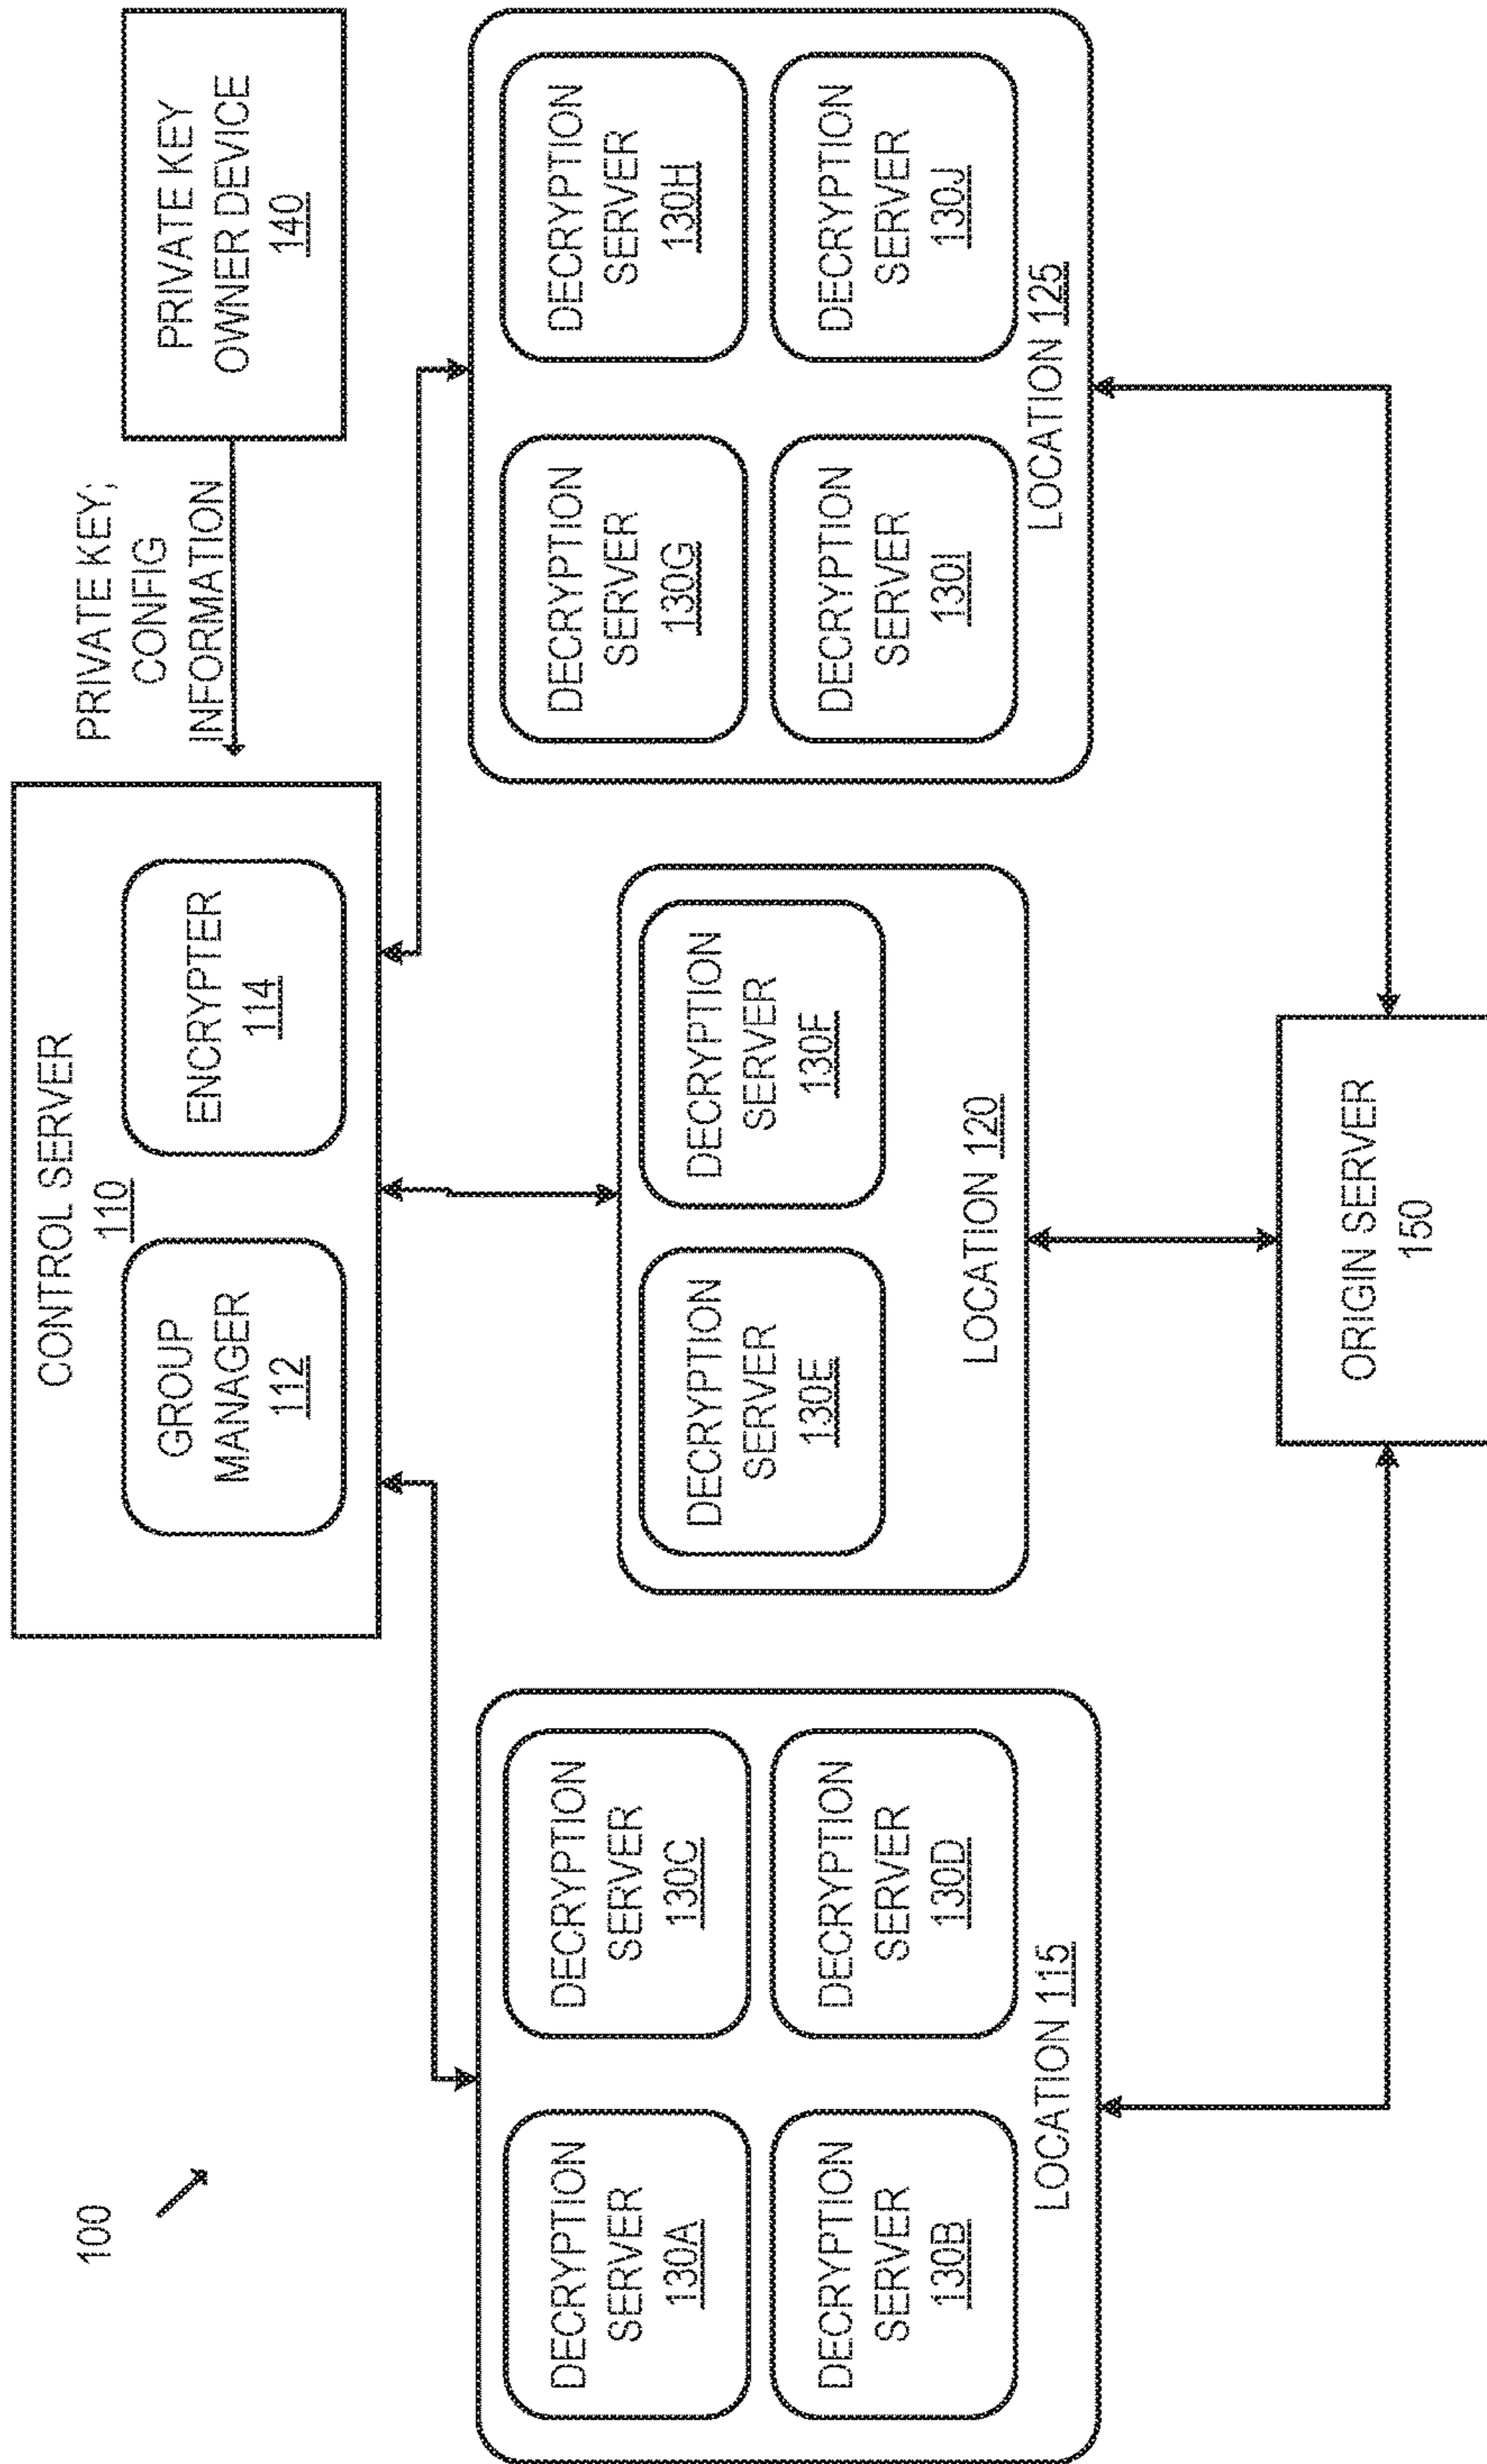 100
CONTROL SERVER
110
GROUP
MANAGER
112
ENCRYPTER
114
PRIVATE KEY;
CONFIG
INFORMATION
PRIVATE KEY
OWNER DEVICE
140
DECRYPTION
SERVER
130A
DECRYPTION
SERVER
130C
DECRYPTION
SERVER
130B
DECRYPTION
SERVER
130D
LOCATION 115
DECRYPTION
SERVER
130E
DECRYPTION
SERVER
130F
LOCATION 120
DECRYPTION
SERVER
130G
DECRYPTION
SERVER
130H
DECRYPTION
SERVER
130I
DECRYPTION
SERVER
130J
LOCATION 125
ORIGIN SERVER
150